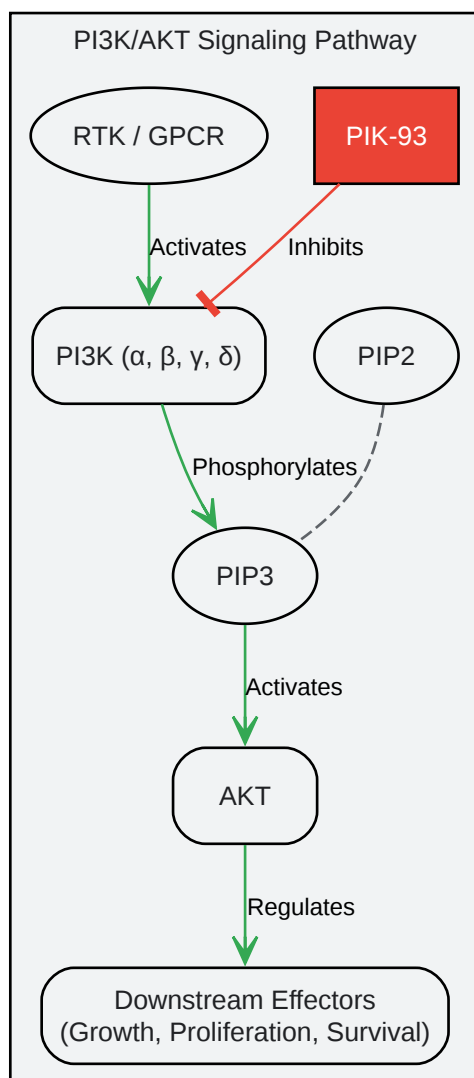 PI3K/AKT Signaling Pathway
RTK / GPCR
PIK-93
Activates
Inhibits
PI3K (α, β, γ, δ)
PIP2
Phosphorylates
PIP3
Activates
AKT
Regulates
Downstream Effectors
(Growth, Proliferation, Survival)